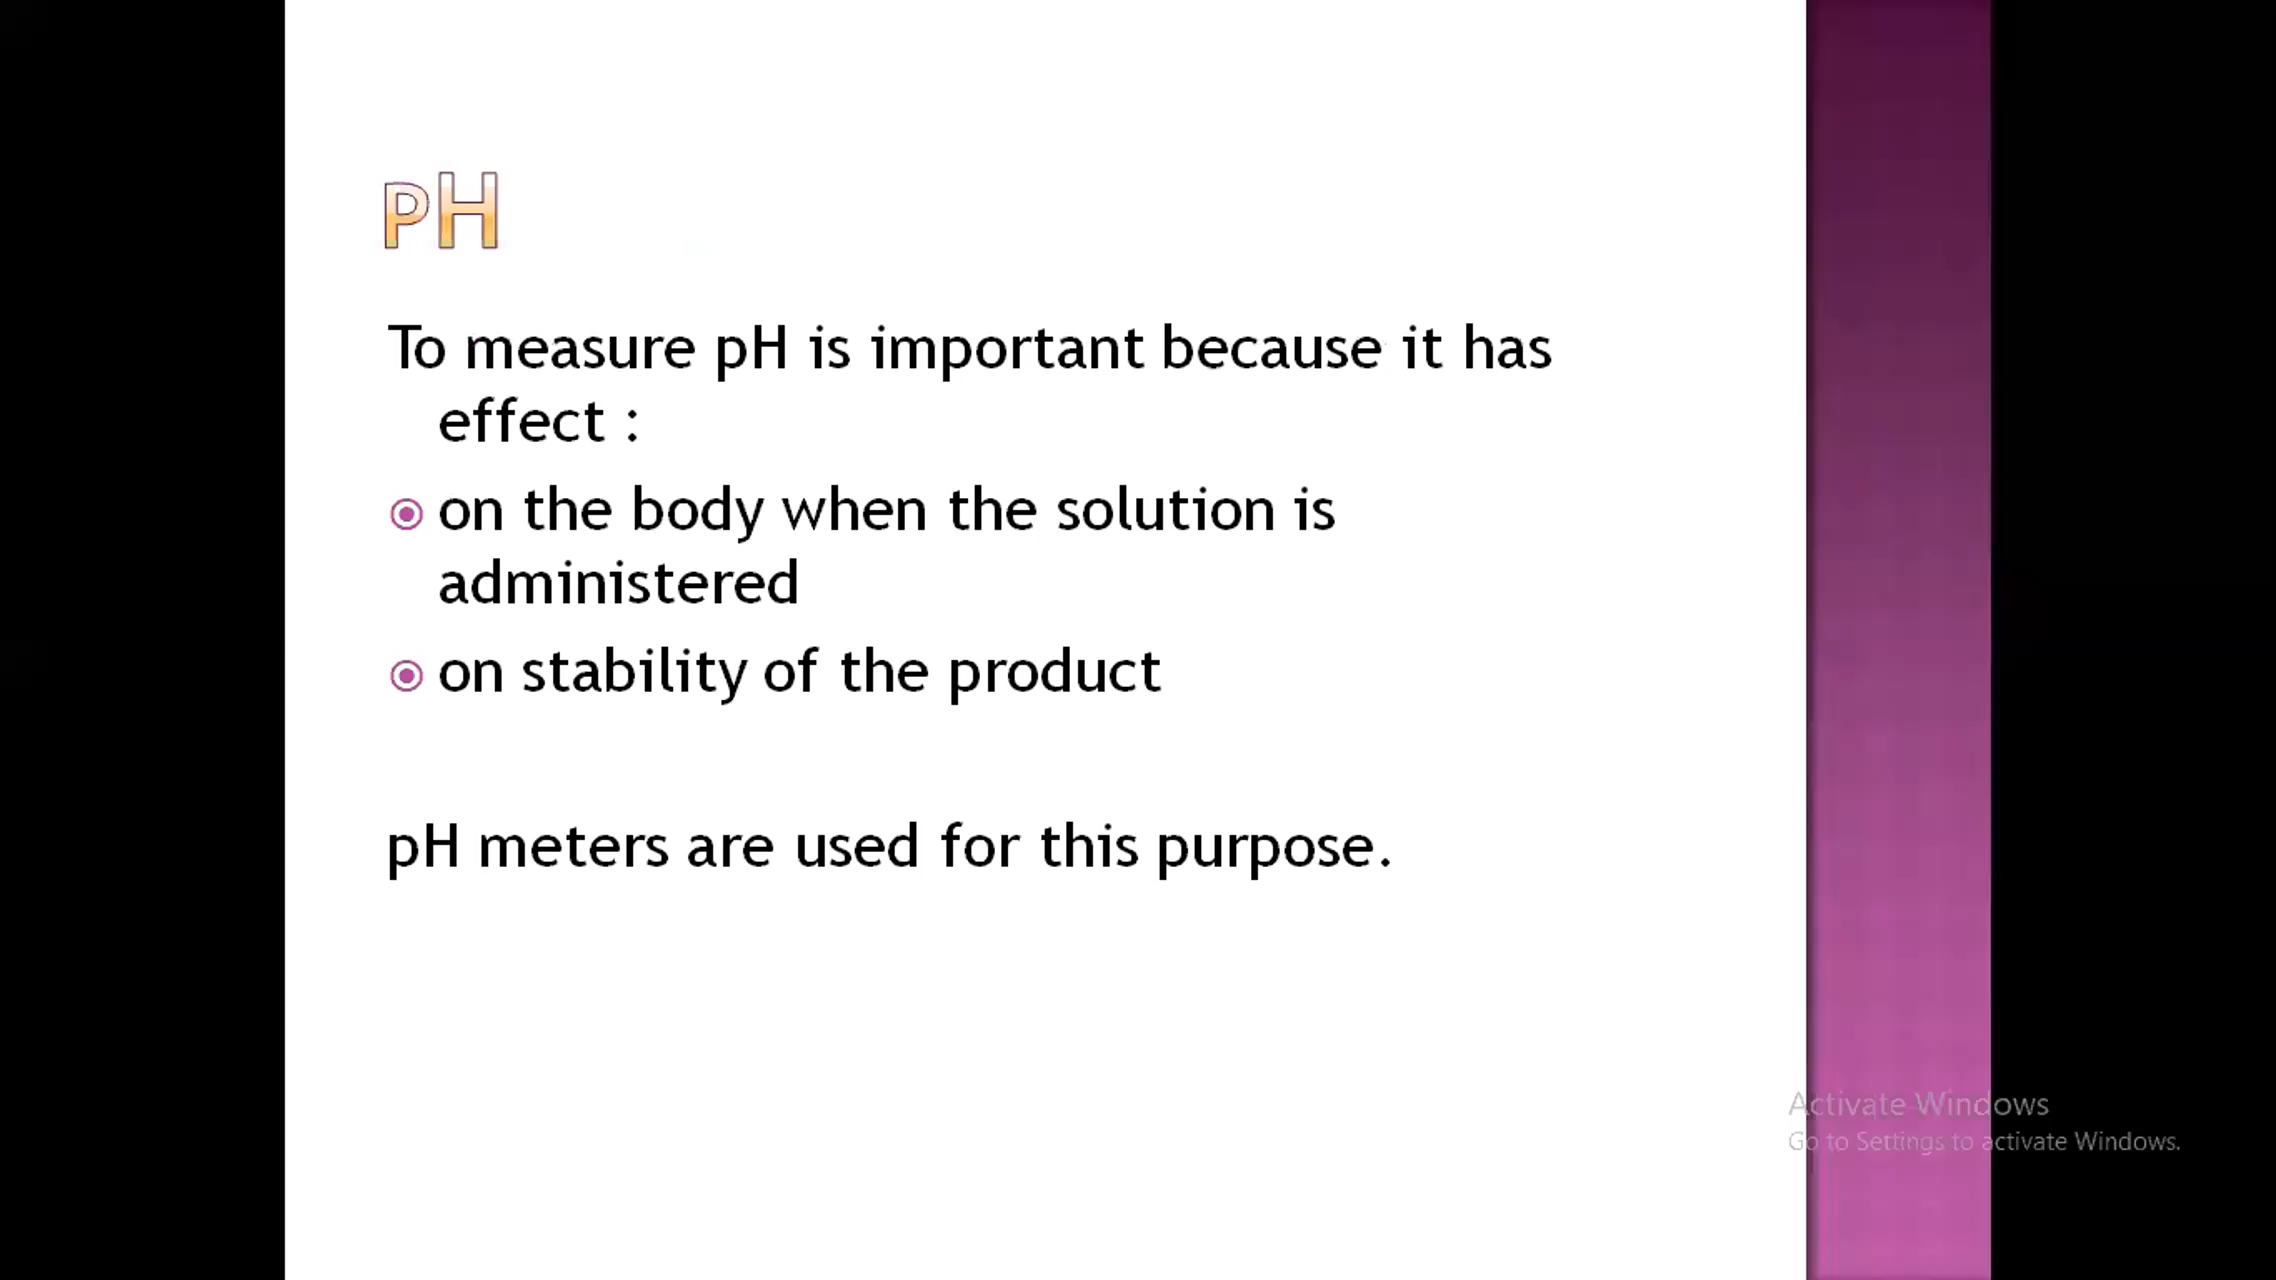 pH
To measure pH is important because it has
effect :
on the body when the solution is
administered
on stability of the product
pH meters are used for this purpose.
Activate Windows
Go to Settings to activate Windows.